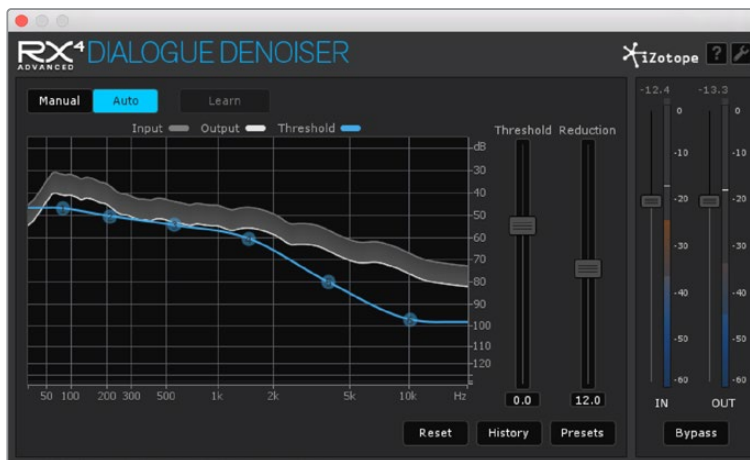 RX4 DIALOGUE DENOISER
ADVANCED
iZotope ?
Manual Auto Learn
Input Output Threshold
Threshold Reduction
-12.4 -13.3
dB
-30
-40
-50
-60
-70
-80
-90
-100
-110
-120
50 100 200 300 500 1k 2k 5k 10k Hz
0.0 12.0
0 0
-10 -10
-20 -20
-30 -30
-40 -40
-50 -50
-60 -60
IN OUT
Reset History Presets Bypass